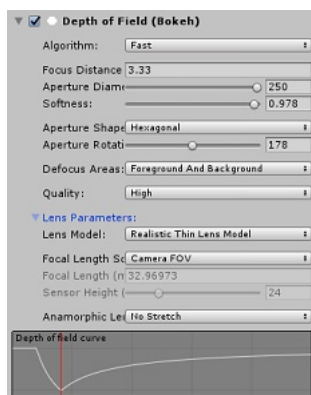 Depth of Field (Bokeh)
Algorithm: Fast
Focus Distance 3.33
Aperture Diame 250
Softness: 0.978
Aperture Shape Hexagonal
Aperture Rotati 178
Defocus Areas: Foreground And Background
Quality: High
Lens Parameters:
Lens Model: Realistic Thin Lens Model
Focal Length So Camera FOV
Focal Length (n 32.96973
Sensor Height ( 24
Anamorphic Le No Stretch
Depth of field curve